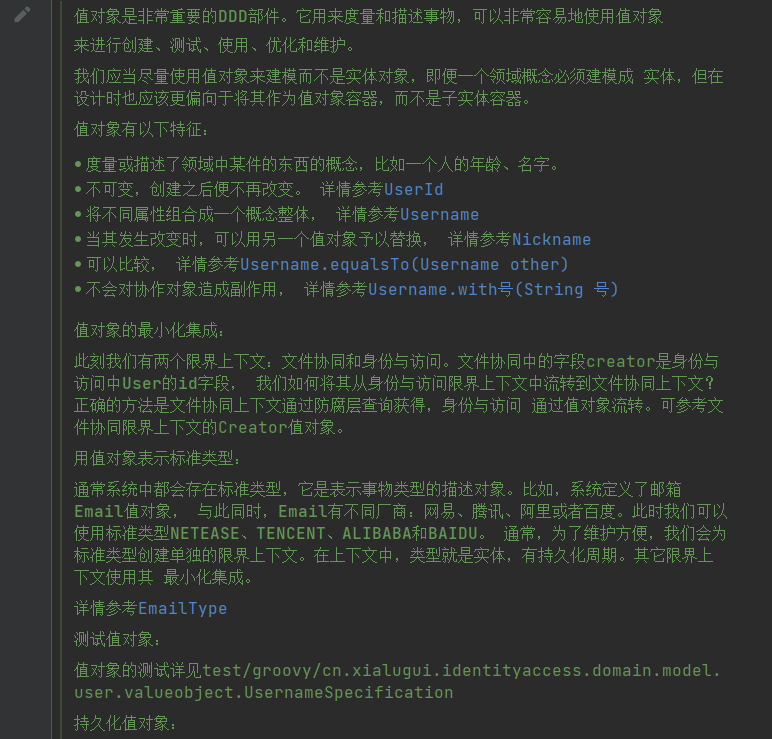 值对象是非常重要的DDD部件。它用来度量和描述事物，可以非常容易地使用值对象
来进行创建、测试、使用、优化和维护。
我们应当尽量使用值对象来建模而不是实体对象，即便一个领域概念必须建模成 实体，但在
设计时也应该更偏向于将其作为值对象容器，而不是子实体容器。
值对象有以下特征：
• 度量或描述了领域中某件的东西的概念，比如一个人的年龄、名字。
• 不可变，创建之后便不再改变。 详情参考UserId
• 将不同属性组合成一个概念整体， 详情参考Username
• 当其发生改变时，可以用另一个值对象予以替换， 详情参考Nickname
• 可以比较， 详情参考Username.equalsTo(Username other)
• 不会对协作对象造成副作用， 详情参考Username.with号(String 号)
值对象的最小化集成：
此刻我们有两个限界上下文：文件协同和身份与访问。文件协同中的字段creator是身份与
访问中User的id字段， 我们如何将其从身份与访问限界上下文中流转到文件协同上下文？
正确的方法是文件协同上下文通过防腐层查询获得，身份与访问 通过值对象流转。可参考文
件协同限界上下文的Creator值对象。
用值对象表示标准类型：
通常系统中都会存在标准类型，它是表示事物类型的描述对象。比如，系统定义了邮箱
Email值对象， 与此同时，Email有不同厂商：网易、腾讯、阿里或者百度。此时我们可以
使用标准类型NETEASE、TENCENT、ALIBABA和BAIDU。 通常，为了维护方便，我们会为
标准类型创建单独的限界上下文。在上下文中，类型就是实体，有持久化周期。其它限界上
下文使用其 最小化集成。
详情参考EmailType
测试值对象：
值对象的测试详见test/groovy/cn.xialugui.identityaccess.domain.model.
user.valueobject.UsernameSpecification
持久化值对象：